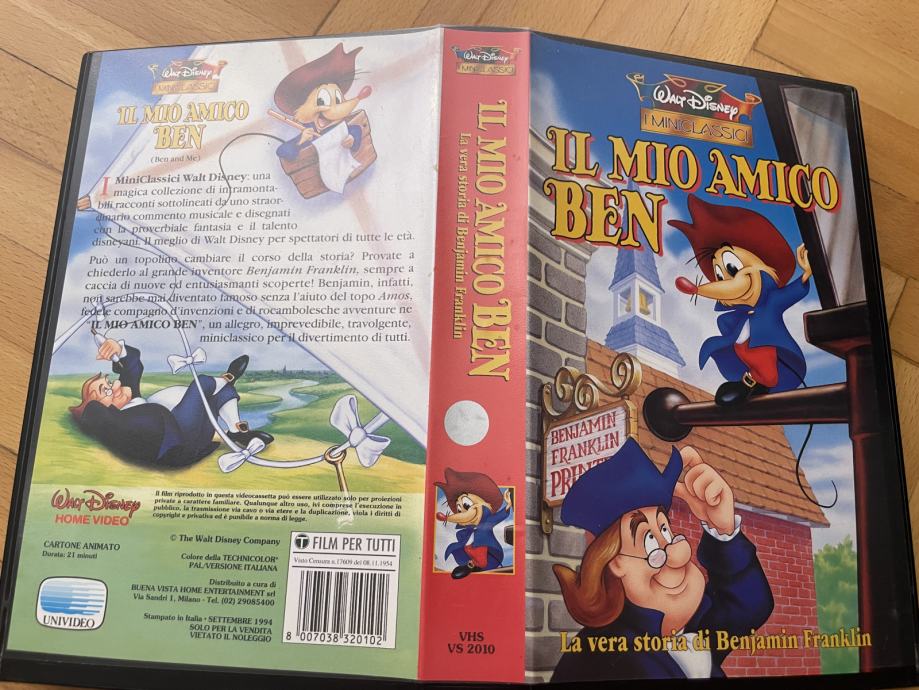 Walt Disney
I MINICLASSICI
IL MIO AMICO
BEN
(Ben and Me)
I MiniClassici Walt Disney: una
magica collezione di intramonta-
bili racconti sottolineati da uno straor-
dinario commento musicale e disegnati
con la proverbiale fantasia e il talento
disneyani. Il meglio di Walt Disney per spettatori di tutte le età.
Può un topolino cambiare il corso della storia? Provate a
chiederlo al grande inventore Benjamin Franklin, sempre a
caccia di nuove ed entusiasmanti scoperte! Benjamin, infatti,
non sarebbe mai diventato famoso senza l'aiuto del topo Amos,
fedele compagno d'invenzioni e di rocambolesche avventure ne
"IL MIO AMICO BEN", un allegro, imprevedibile, travolgente,
miniclassico per il divertimento di tutti.
Walt Disney
HOME VIDEO
Il film riprodotto in questa videocassetta può essere utilizzato solo per proiezioni
private a carattere familiare. Qualunque altro uso, ivi comprese l'esecuzione in
pubblico, la trasmissione via cavo o via etere e la duplicazione, viola i diritti di
copyright e privativa ed è punibile a norma di legge.
CARTONE ANIMATO
Durata: 21 minuti
© The Walt Disney Company
Colore della TECHNICOLOR®
PAL/VERSIONE ITALIANA
Distribuito a cura di
BUENA VISTA HOME ENTERTAINMENT srl
Via Sandri 1, Milano - Tel. (02) 29085400
Stampato in Italia • SETTEMBRE 1994
SOLO PER LA VENDITA
VIETATO IL NOLEGGIO
UNIVIDEO
T FILM PER TUTTI
Visto Censura n.17609 del 08.11.1954
8 007038 320102
Walt Disney
I MINICLASSICI
IL MIO AMICO BEN
La vera storia di Benjamin Franklin
VHS
VS 2010
Walt Disney
I MINICLASSICI
IL MIO AMICO
BEN
BENJAMIN
FRANKLIN
La vera storia di Benjamin Franklin